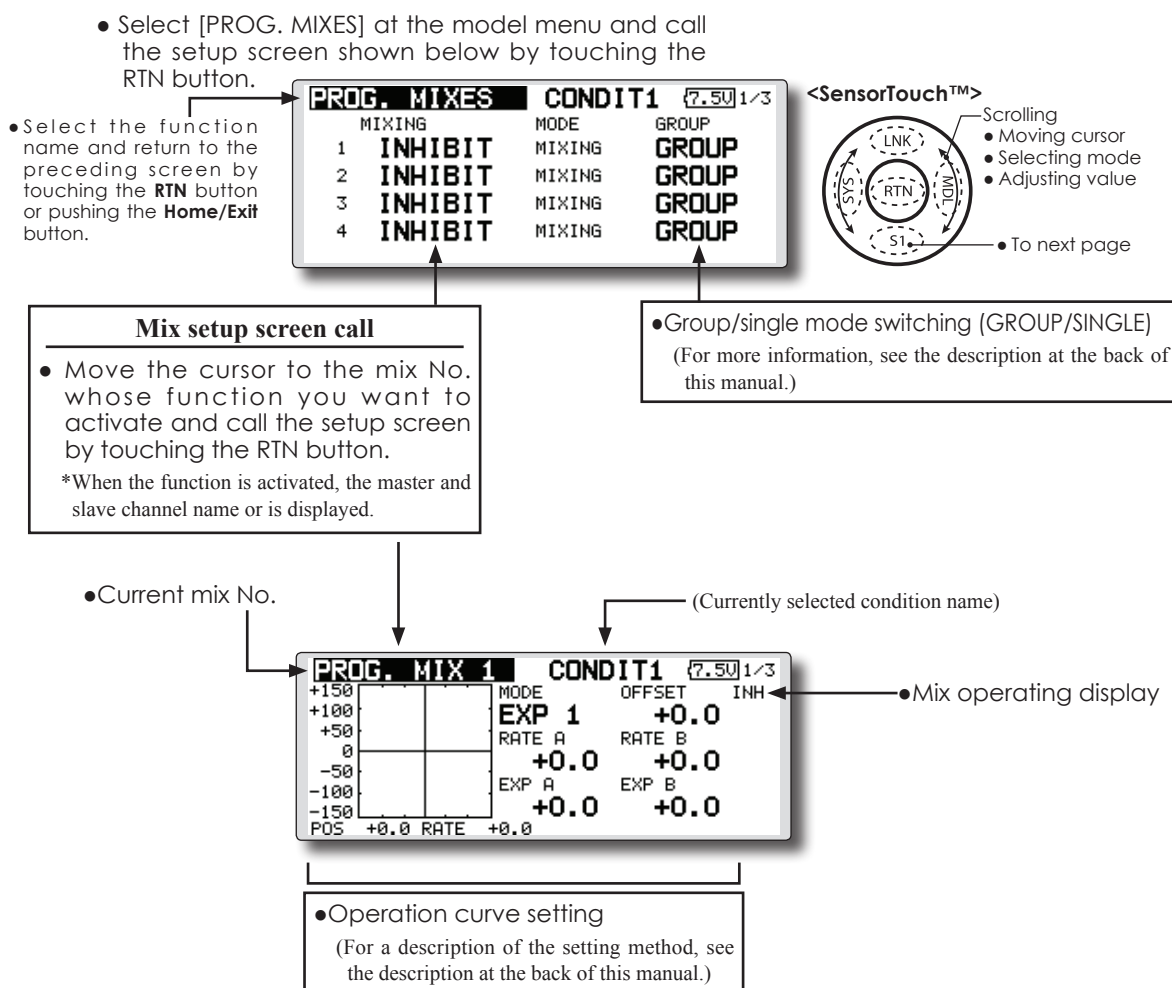 ● Select [PROG. MIXES] at the model menu and call
the setup screen shown below by touching the
RTN button.
●Select the function
name and return to the
preceding screen by
touching the RTN button
or pushing the Home/Exit
button.
PROG. MIXES CONDIT1 7.5V 1/3
MIXING MODE GROUP
1 INHIBIT MIXING GROUP
2 INHIBIT MIXING GROUP
3 INHIBIT MIXING GROUP
4 INHIBIT MIXING GROUP
<SensorTouch™>
Scrolling
● Moving cursor
● Selecting mode
● Adjusting value
LNK
SYS
RTN
MDL
S1
● To next page
Mix setup screen call
● Move the cursor to the mix No.
whose function you want to
activate and call the setup screen
by touching the RTN button.
*When the function is activated, the master and
slave channel name or is displayed.
●Group/single mode switching (GROUP/SINGLE)
(For more information, see the description at the back of
this manual.)
●Current mix No.
(Currently selected condition name)
PROG. MIX 1 CONDIT1 7.5V 1/3
+150
+100
+50
0
-50
-100
-150
MODE OFFSET INH
EXP 1 +0.0
RATE A RATE B
+0.0 +0.0
EXP A EXP B
+0.0 +0.0
POS +0.0 RATE +0.0
●Mix operating display
●Operation curve setting
(For a description of the setting method, see
the description at the back of this manual.)